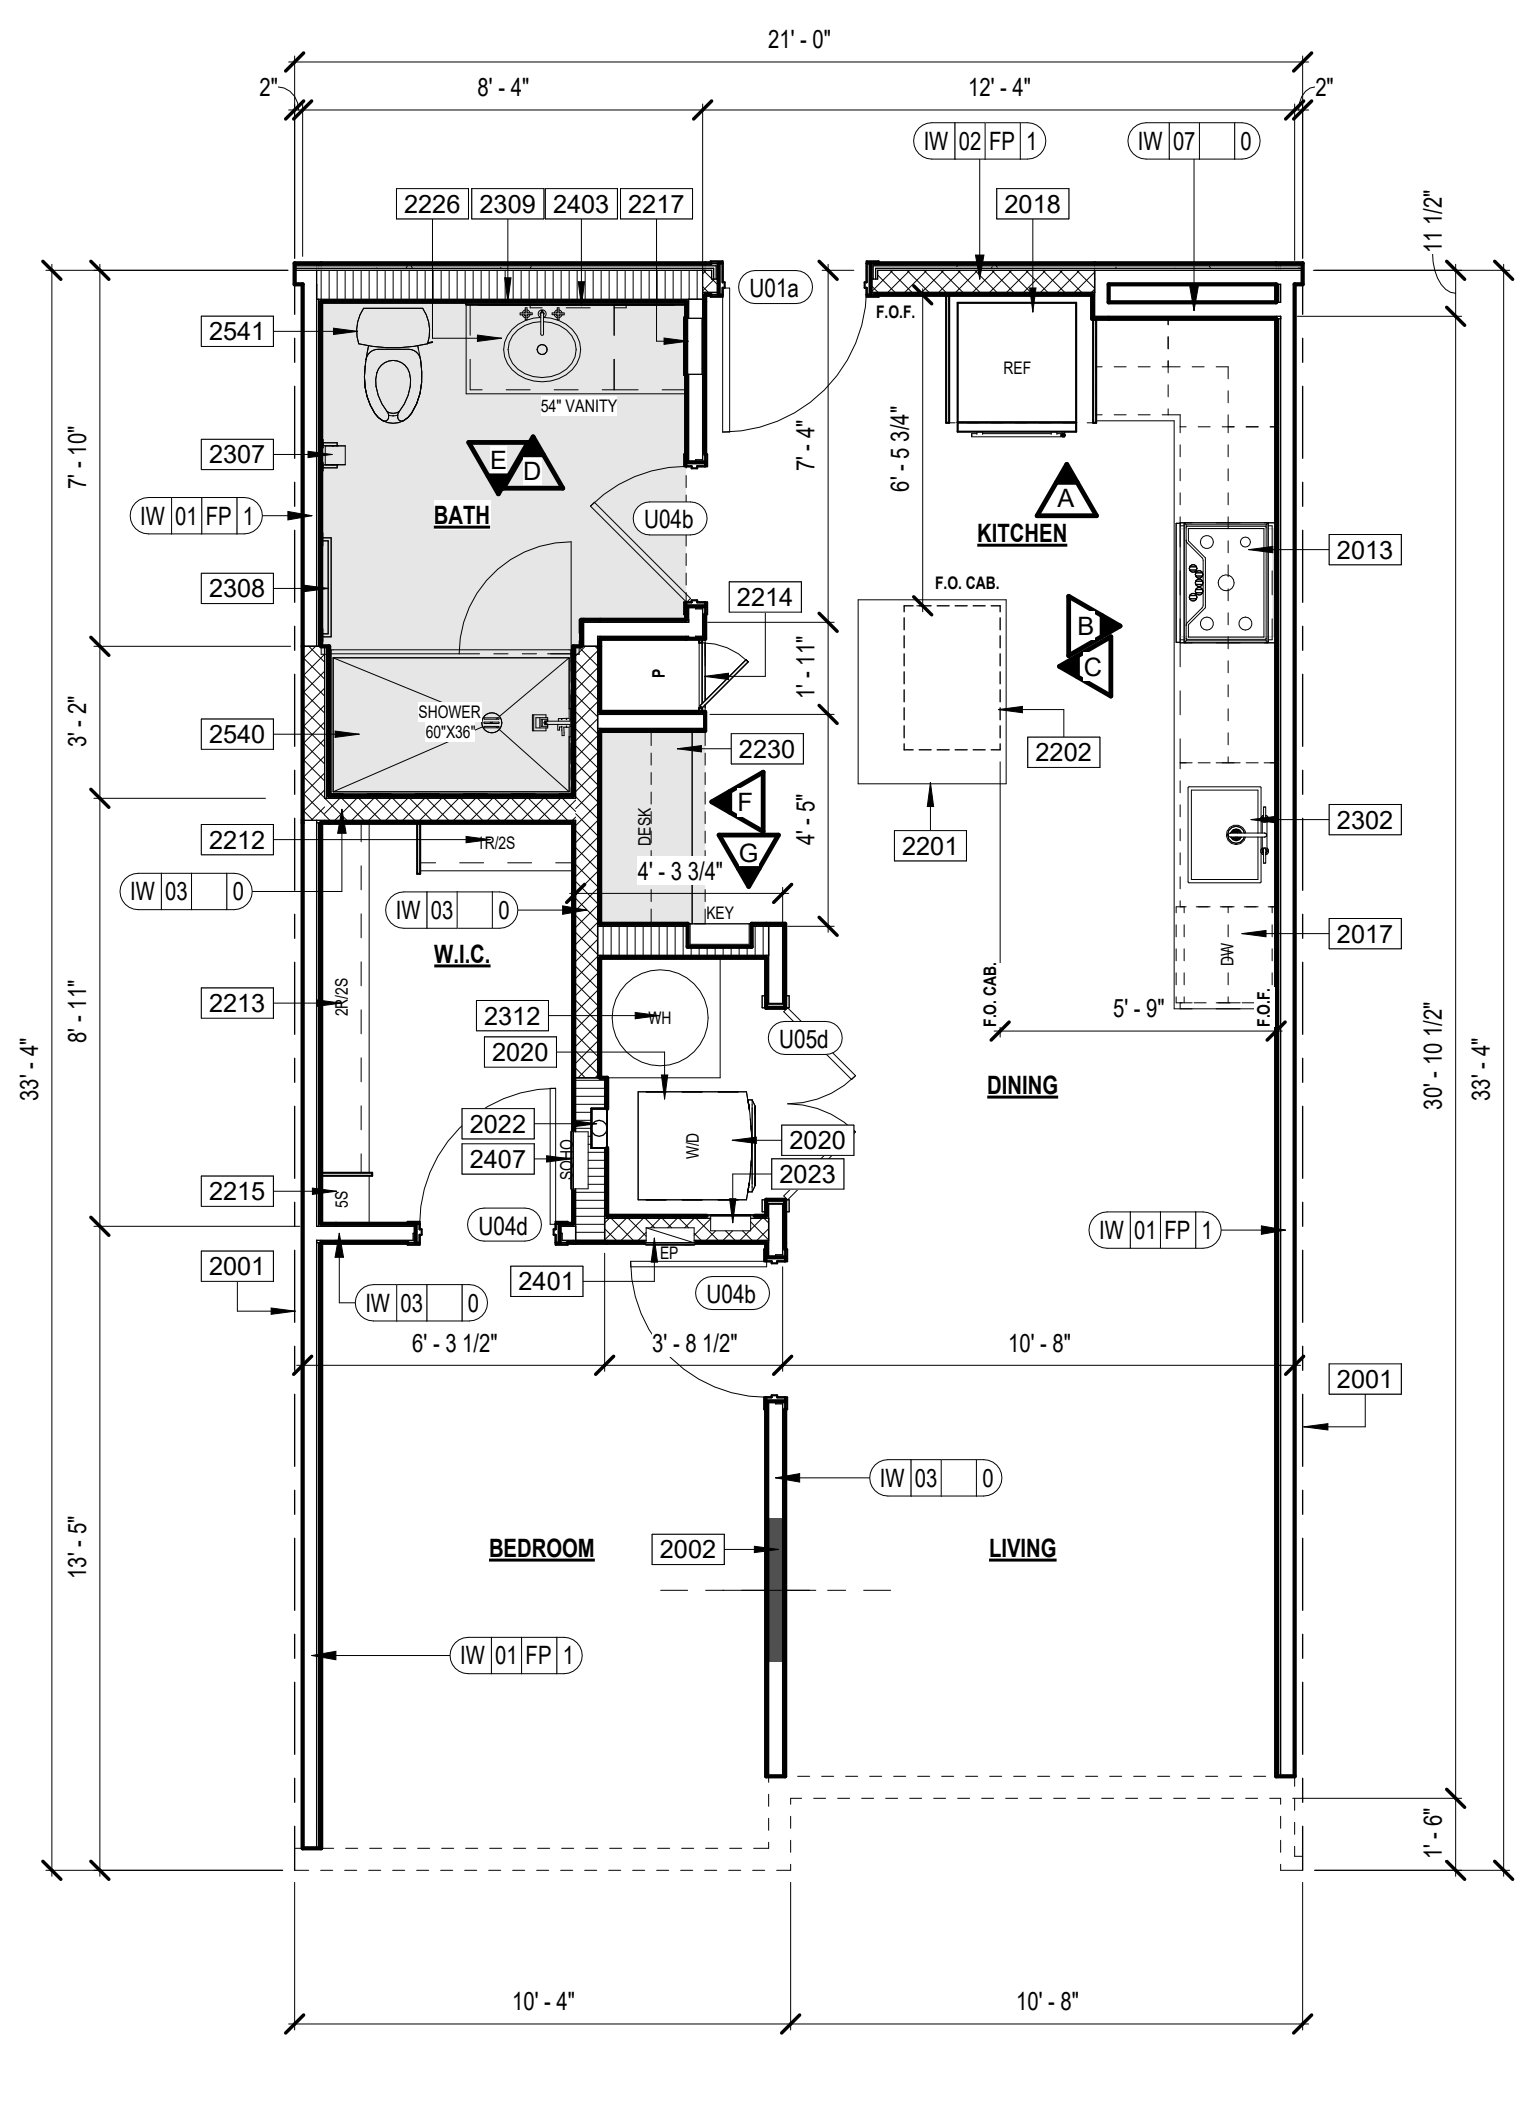 21' - 0"
2" 8' - 4" 12' - 4" 2"
IW 02 FP 1 IW 07 0
2226 2309 2403 2217 2018
11 1/2"
U01a
F.O.F.
2541
REF
54" VANITY
7' - 10"
2307
7' - 4"
6' - 5 3/4"
E D
A
IW 01 FP 1
BATH
U04b
KITCHEN
2013
2308
F.O. CAB.
2214
B
C
P
1' - 11"
SHOWER
60"X36"
3' - 2"
2540
2230
2202
F
DESK
4' - 5"
2302
2212
1R/2S
2201
G
4' - 3 3/4"
IW 03 0
IW 03 0
KEY
2017
DW
W.I.C.
2213
2R/2S
8' - 11"
F.O. CAB.
F.O.F.
5' - 9"
2312
WH
U05d
2020
33' - 4"
30' - 10 1/2"
33' - 4"
DINING
2022
2020
W/D
2407
SOHO
2023
2215
5S
U04d
IW 01 FP 1
EP
2001
2401
U04b
IW 03 0
6' - 3 1/2" 3' - 8 1/2" 10' - 8"
2001
1' - 6"
IW 03 0
13' - 5"
BEDROOM
2002
LIVING
IW 01 FP 1
10' - 4" 10' - 8"